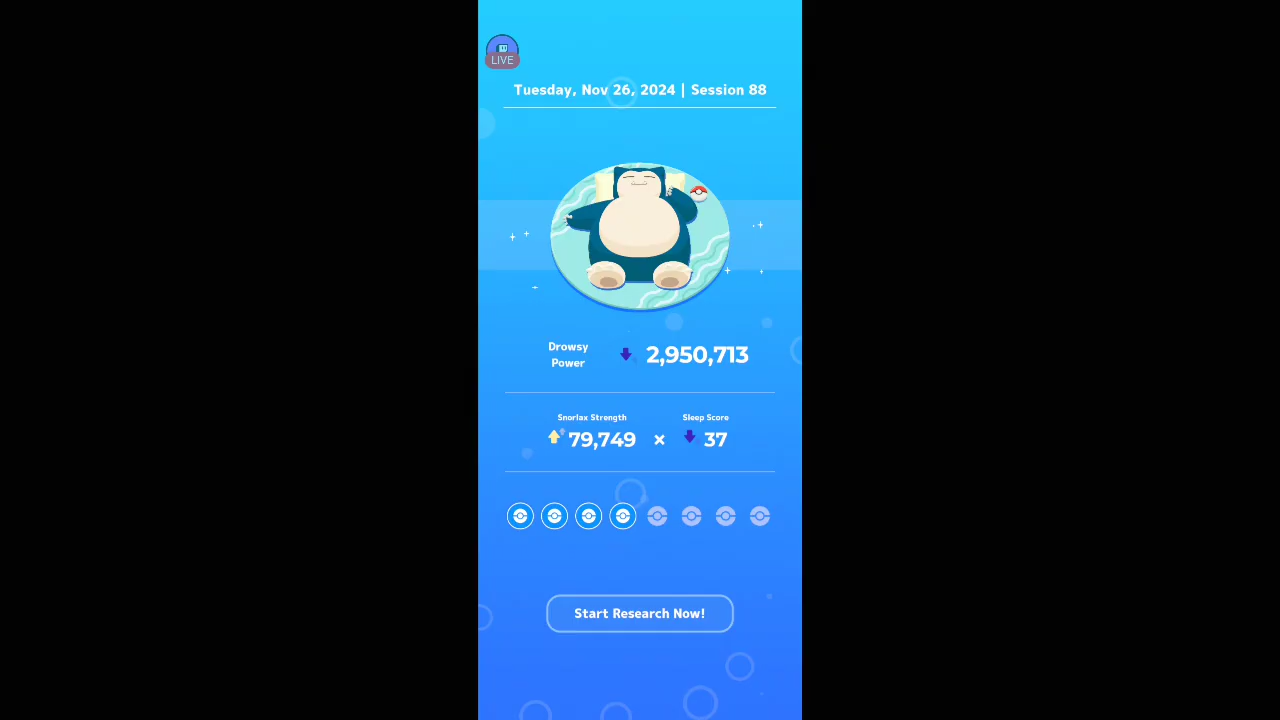 LIVE
Tuesday, Nov 26, 2024 | Session 88
Drowsy
Power
2,950,713
Snorlax Strength
Sleep Score
79,749 × 37
Start Research Now!